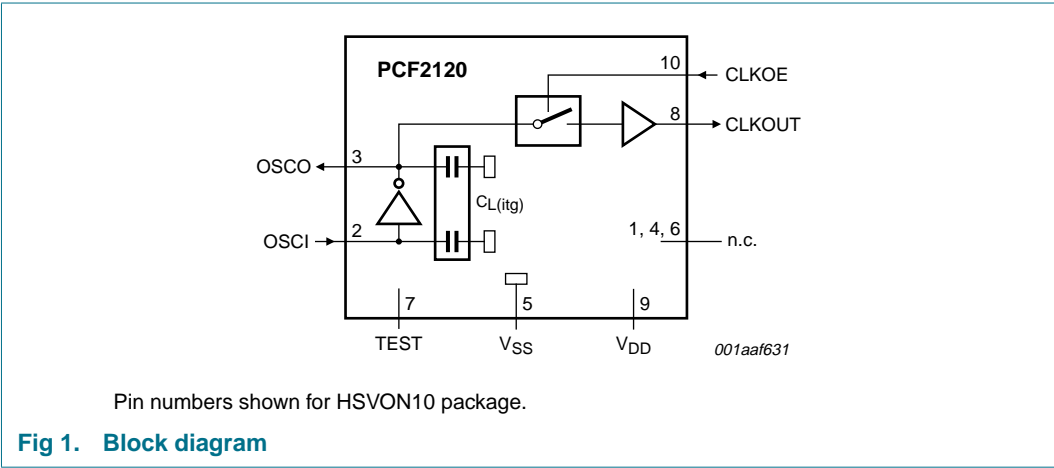 PCF2120
10
CLKOE
8
CLKOUT
OSCO
3
CL(itg)
OSCI
2
1, 4, 6
n.c.
7
5
9
TEST
VSS
VDD
001aaf631
Pin numbers shown for HSVON10 package.
Fig 1. Block diagram